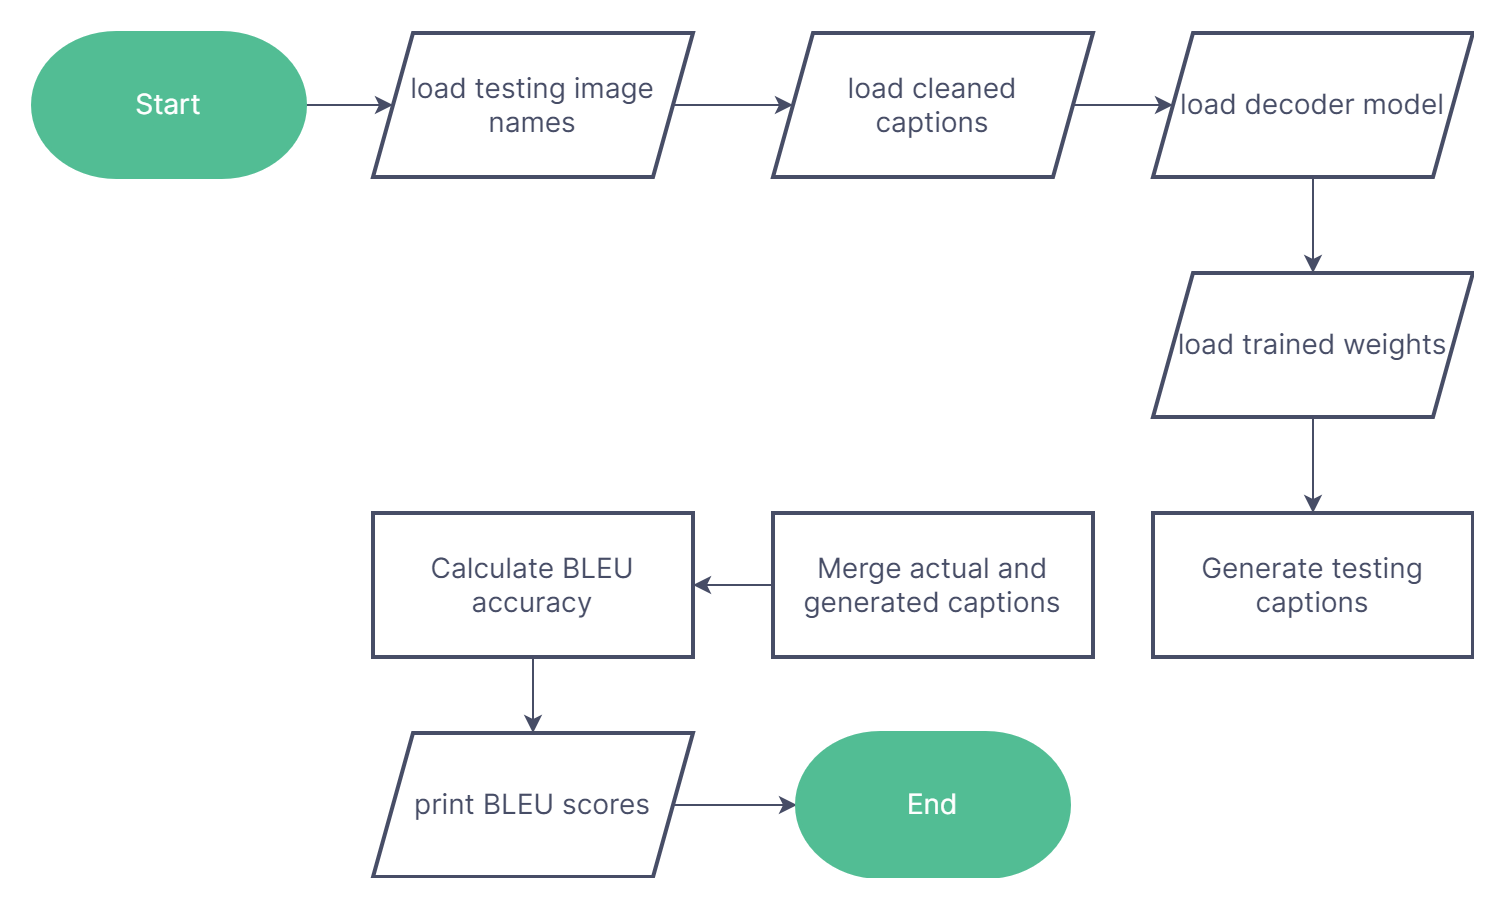 Start
load testing image
names
load cleaned
captions
load decoder model
load trained weights
Generate testing
captions
Merge actual and
generated captions
Calculate BLEU
accuracy
print BLEU scores
End